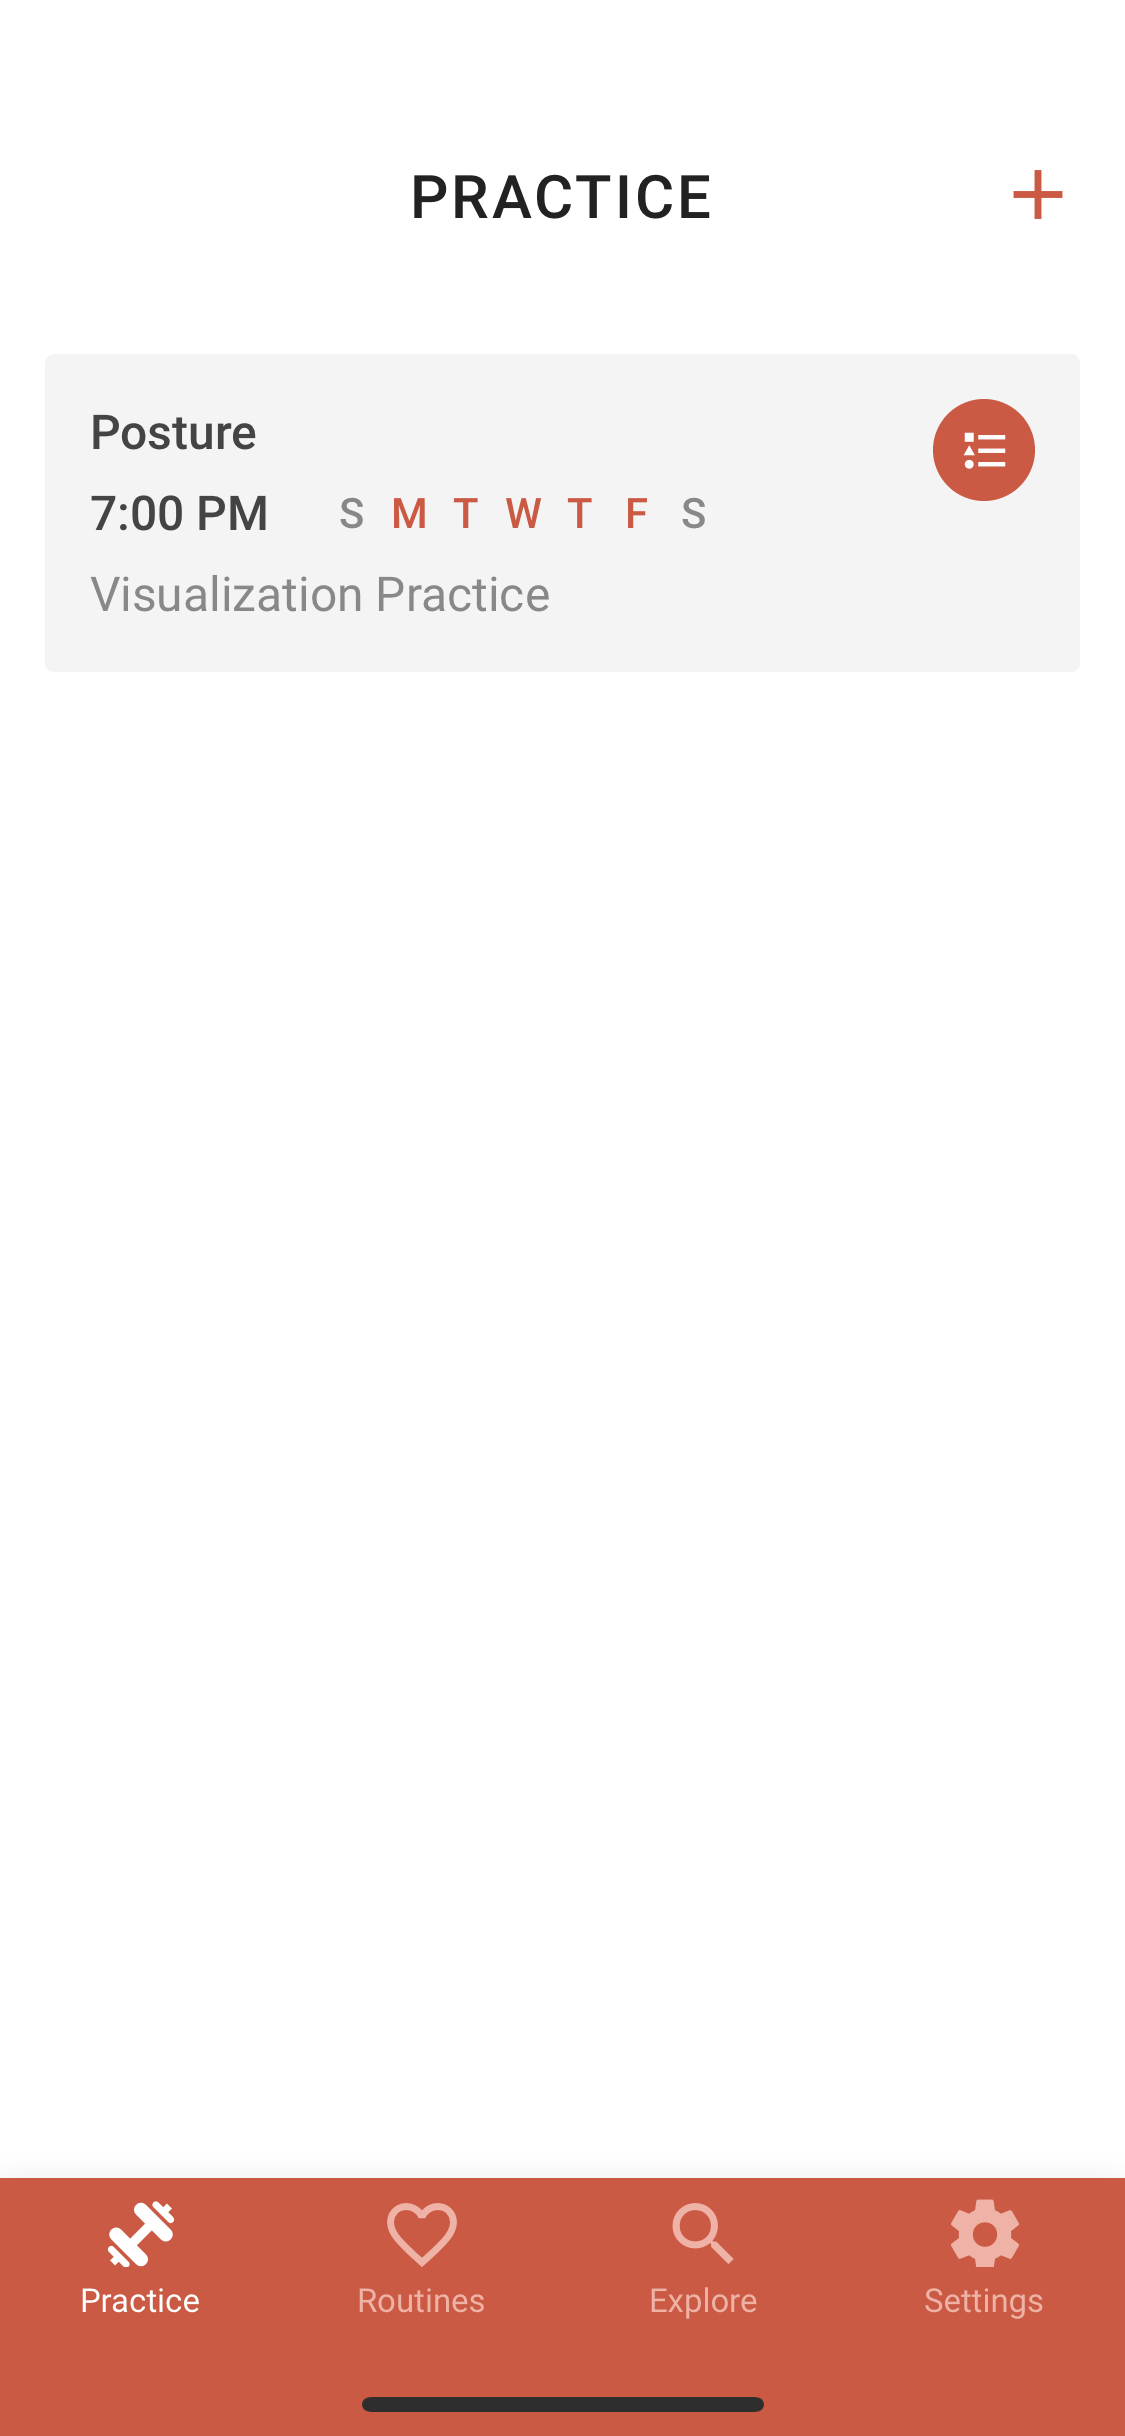 PRACTICE
Posture
7:00 PM S M T W T F S
Visualization Practice
Practice Routines Explore Settings